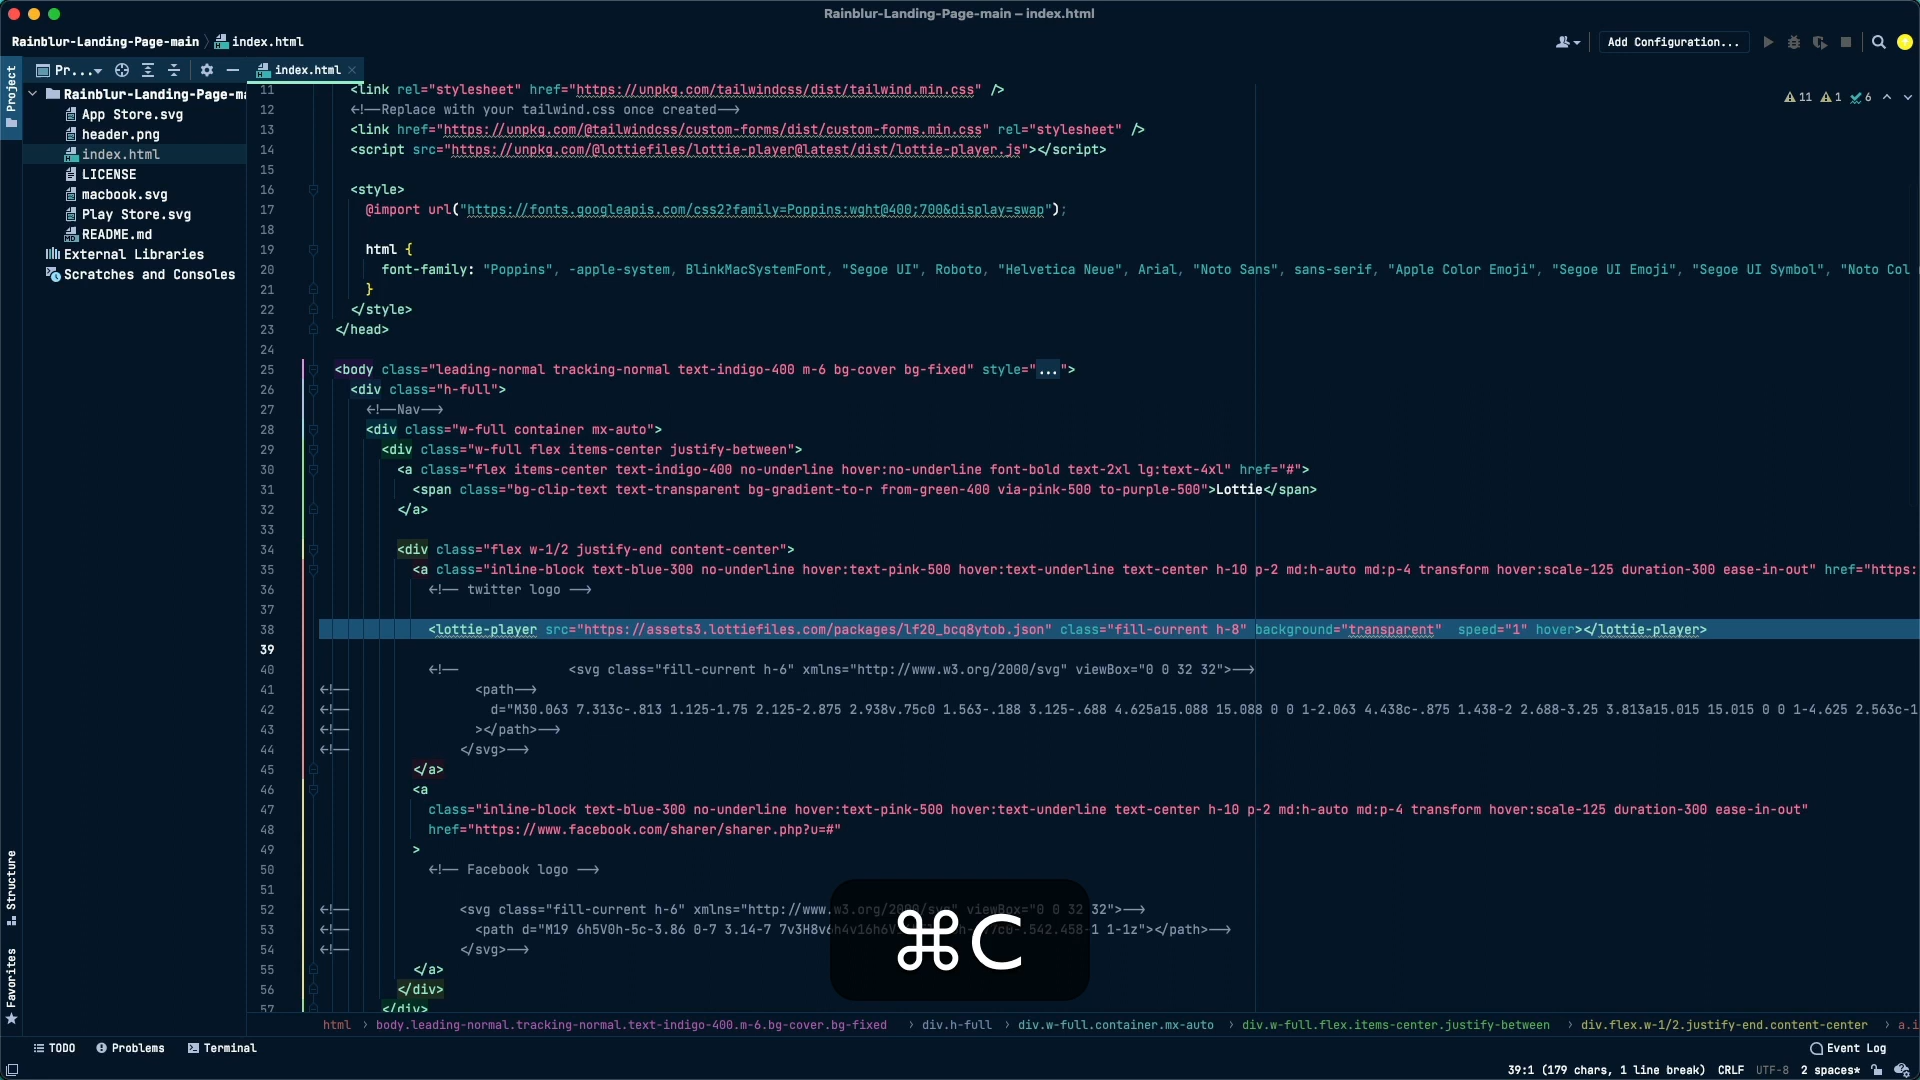 Rainblur-Landing-Page-main – index.html
Rainblur-Landing-Page-main
index.html
Add Configuration...
Project
Pr...
index.html
Rainblur-Landing-Page-ma
App Store.svg
header.png
index.html
LICENSE
macbook.svg
Play Store.svg
README.md
External Libraries
Scratches and Consoles
11 1 6
11 <link rel="stylesheet" href="https://unpkg.com/tailwindcss/dist/tailwind.min.css" />
12 <!--Replace with your tailwind.css once created-->
13 <link href="https://unpkg.com/@tailwindcss/custom-forms/dist/custom-forms.min.css" rel="stylesheet" />
14 <script src="https://unpkg.com/@lottiefiles/lottie-player@latest/dist/lottie-player.js"></script>
15
16 <style>
17 @import url("https://fonts.googleapis.com/css2?family=Poppins:wght@400;700&display=swap");
18
19 html {
20 font-family: "Poppins", -apple-system, BlinkMacSystemFont, "Segoe UI", Roboto, "Helvetica Neue", Arial, "Noto Sans", sans-serif, "Apple Color Emoji", "Segoe UI Emoji", "Segoe UI Symbol", "Noto Col
21 }
22 </style>
23 </head>
24
25 <body class="leading-normal tracking-normal text-indigo-400 m-6 bg-cover bg-fixed" style="...">
26 <div class="h-full">
27 <!--Nav-->
28 <div class="w-full container mx-auto">
29 <div class="w-full flex items-center justify-between">
30 <a class="flex items-center text-indigo-400 no-underline hover:no-underline font-bold text-2xl lg:text-4xl" href="#">
31 <span class="bg-clip-text text-transparent bg-gradient-to-r from-green-400 via-pink-500 to-purple-500">Lottie</span>
32 </a>
33
34 <div class="flex w-1/2 justify-end content-center">
35 <a class="inline-block text-blue-300 no-underline hover:text-pink-500 hover:text-underline text-center h-10 p-2 md:h-auto md:p-4 transform hover:scale-125 duration-300 ease-in-out" href="https:
36 <!-- twitter logo -->
37
38 <lottie-player src="https://assets3.lottiefiles.com/packages/lf20_bcq8ytob.json" class="fill-current h-8" background="transparent" speed="1" hover></lottie-player>
39
40 <!-- <svg class="fill-current h-6" xmlns="http://www.w3.org/2000/svg" viewBox="0 0 32 32">-->
41 <!-- <path-->
42 <!-- d="M30.063 7.313c-.813 1.125-1.75 2.125-2.875 2.938v.75c0 1.563-.188 3.125-.688 4.625a15.088 15.088 0 0 1-2.063 4.438c-.875 1.438-2 2.688-3.25 3.813a15.015 15.015 0 0 1-4.625 2.563c-1
43 <!-- ></path>-->
44 <!-- </svg>-->
45 </a>
46 <a
47 class="inline-block text-blue-300 no-underline hover:text-pink-500 hover:text-underline text-center h-10 p-2 md:h-auto md:p-4 transform hover:scale-125 duration-300 ease-in-out"
48 href="https://www.facebook.com/sharer/sharer.php?u=#"
49 >
50 <!-- Facebook logo -->
51
52 <!-- <svg class="fill-current h-6" xmlns="http://www.w3.org/2000/svg" viewBox="0 0 32 32">-->
53 <!-- <path d="M19 6h5V0h-5c-3.86 0-7 3.14-7 7v3H8v6h4v16h6V 1 1-1z"></path>-->
54 <!-- </svg>-->
55 </a>
56 </div>
57 </div>
⌘C
Structure
Favorites
html body.leading-normal.tracking-normal.text-indigo-400.m-6.bg-cover.bg-fixed div.h-full div.w-full.container.mx-auto div.w-full.flex.items-center.justify-between div.flex.w-1/2.justify-end.content-center a.i
TODO Problems Terminal
Event Log
39:1 (179 chars, 1 line break) CRLF UTF-8 2 spaces*